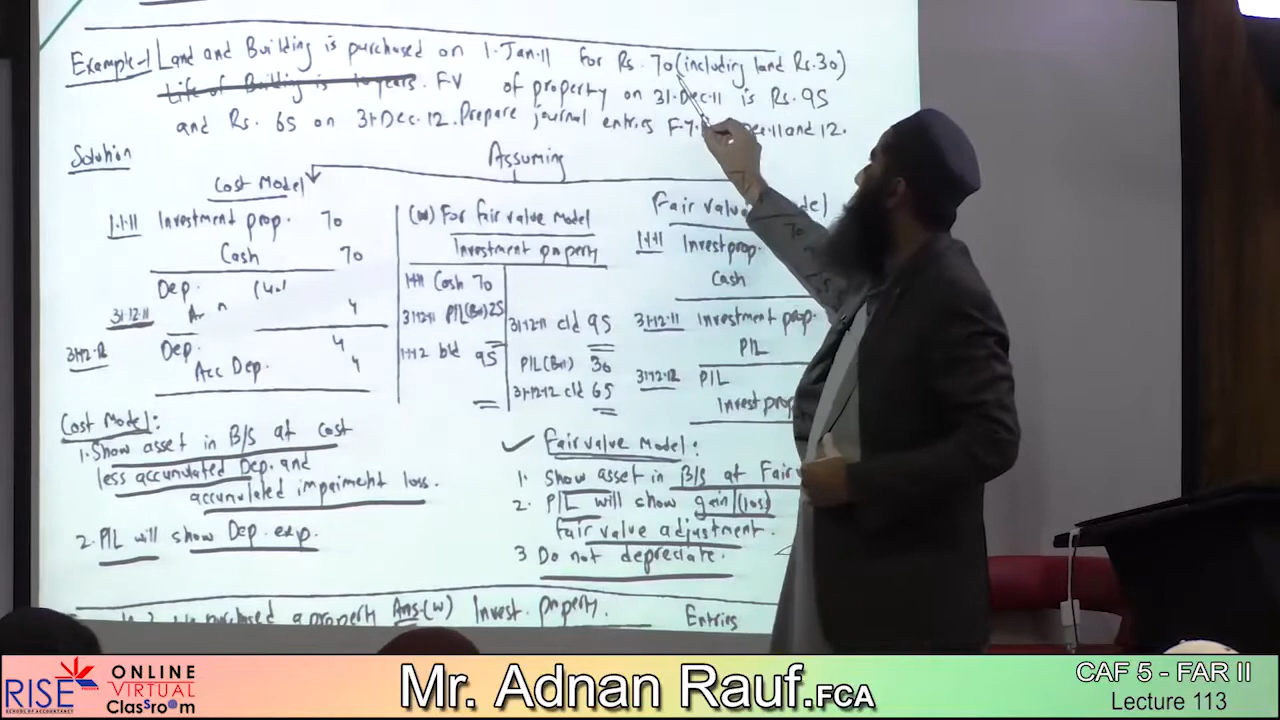 Example-1 Land and Building is purchased on 1.Jan.11 for Rs. 70 (including land Rs.30)
Life of Building is 10 years. F.V of property on 31.Dec.11 is Rs. 95
and Rs. 65 on 31.Dec.12. Prepare journal entries F.Y. Dec.11 and 12.
Solution
Assuming
Cost Model
1.1.11 Investment prop. 70
Cash 70
Dep.
31.12.11
4
31.12.12 Dep. 4
Acc Dep. 4
(W) For Fair value Model
Investment property
1.1.11 Cash 70
31.12.11 P/L (Bal) 25
31.12.11 c/d 95
1.1.12 b/d 95
P/L (Bal) 30
31.12.12 c/d 65
Fair value
1.1.11 Invest prop.
Cash
31.12.11 Investment prop.
P/L
31.12.12 P/L
Invest prop
Cost Model:
1. Show asset in B/S at cost
less accumulated Dep. and
accumulated impairment loss.
2. P/L will show Dep. exp.
✓ Fair value Model:
1. Show asset in B/S at Fair
2. P/L will show gain/(loss)
fair value adjustment.
3 Do not depreciate.
purchased a property Ans-(W) Invest. property. Entries
RISE
SCHOOL OF ACCOUNTANCY
ONLINE
VIRTUAL
Classroom
Mr. Adnan Rauf.FCA
CAF 5 - FAR II
Lecture 113